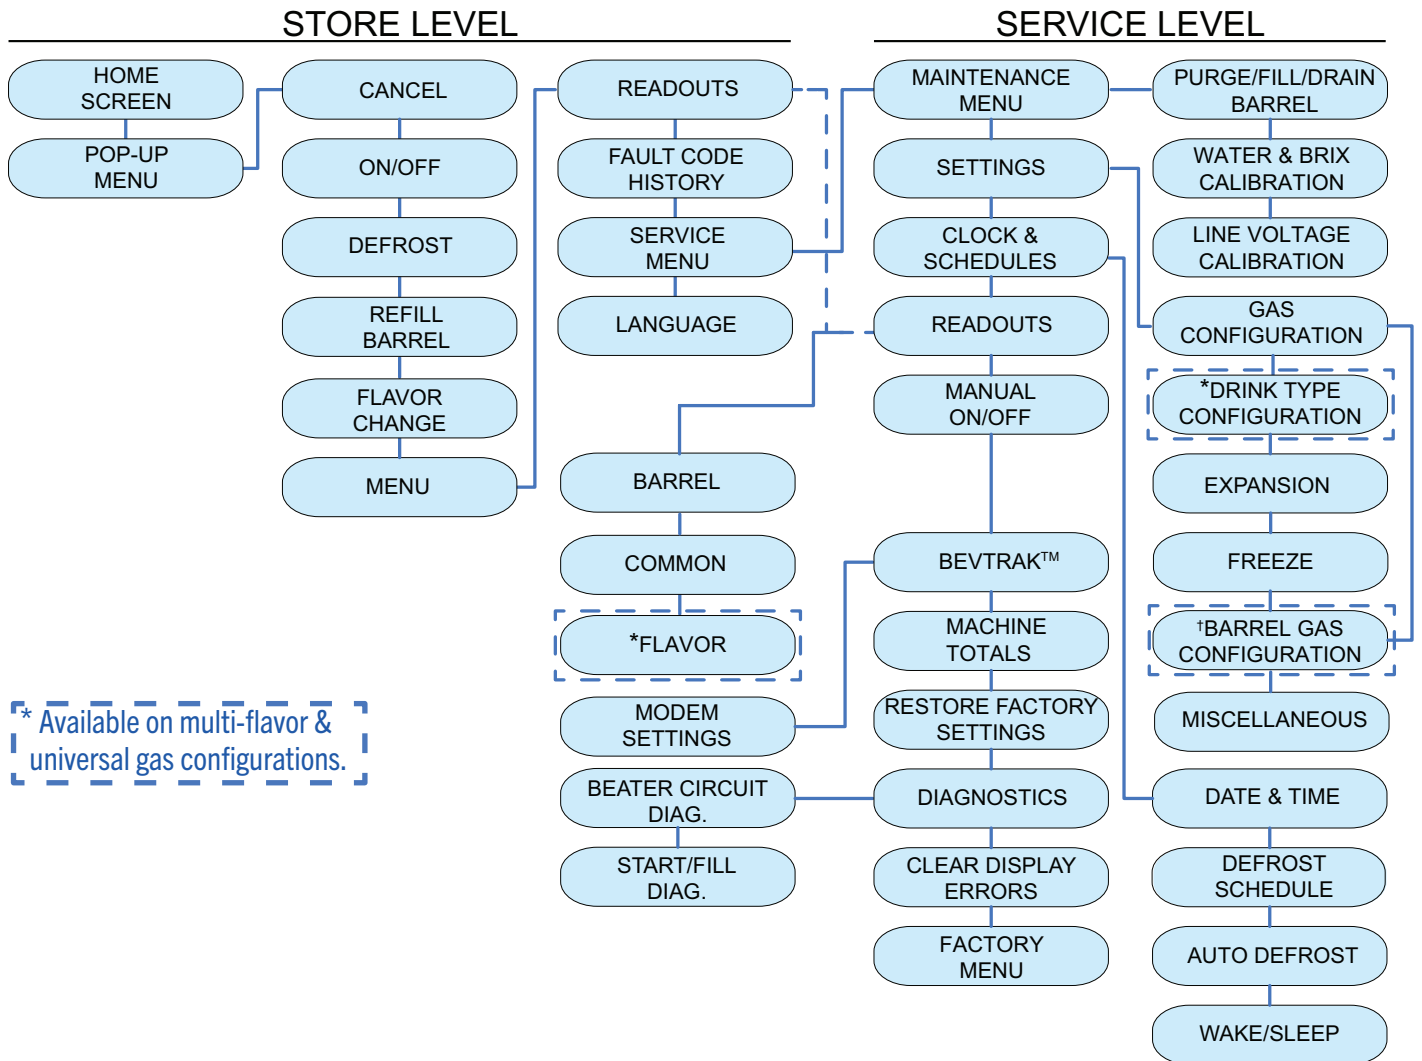 STORE LEVEL
SERVICE LEVEL
HOME
SCREEN
POP-UP
MENU
CANCEL
ON/OFF
DEFROST
REFILL
BARREL
FLAVOR
CHANGE
MENU
READOUTS
FAULT CODE
HISTORY
SERVICE
MENU
LANGUAGE
BARREL
COMMON
*FLAVOR
MODEM
SETTINGS
BEATER CIRCUIT
DIAG.
START/FILL
DIAG.
MAINTENANCE
MENU
SETTINGS
CLOCK &
SCHEDULES
READOUTS
MANUAL
ON/OFF
BEVTRAK™
MACHINE
TOTALS
RESTORE FACTORY
SETTINGS
DIAGNOSTICS
CLEAR DISPLAY
ERRORS
FACTORY
MENU
PURGE/FILL/DRAIN
BARREL
WATER & BRIX
CALIBRATION
LINE VOLTAGE
CALIBRATION
GAS
CONFIGURATION
*DRINK TYPE
CONFIGURATION
EXPANSION
FREEZE
†BARREL GAS
CONFIGURATION
MISCELLANEOUS
DATE & TIME
DEFROST
SCHEDULE
AUTO DEFROST
WAKE/SLEEP
* Available on multi-flavor &
universal gas configurations.